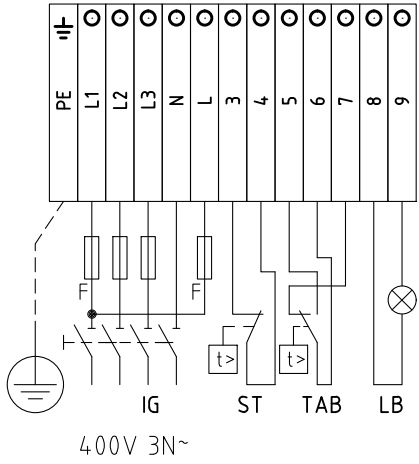 PE L1 L2 L3 N L 3 4 5 6 7 8 9
F F
t> t>
IG ST TAB LB
400V 3N~